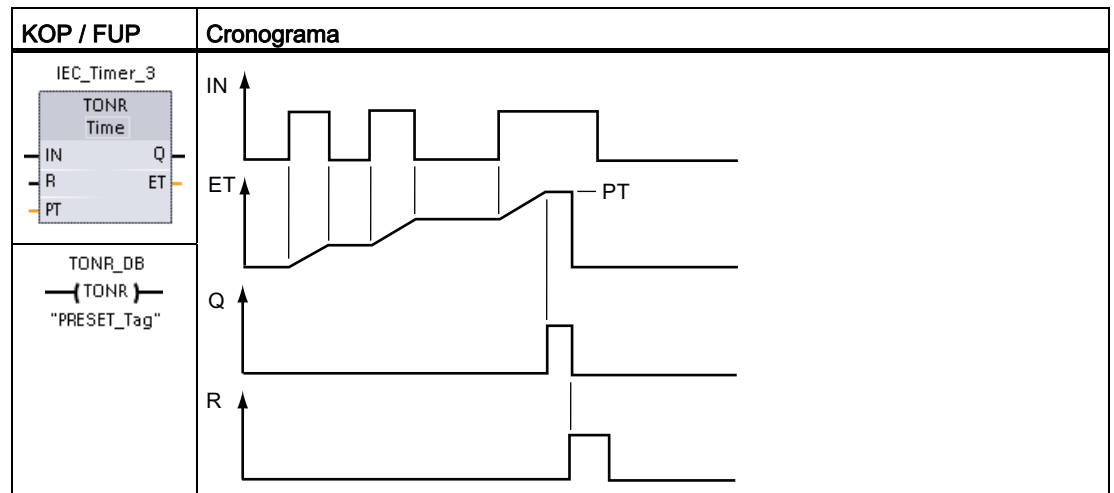 KOP / FUP
Cronograma
IEC_Timer_3
TONR
Time
IN Q
R ET
PT
TONR_DB
TONR
"PRESET_Tag"
IN
ET
PT
Q
R